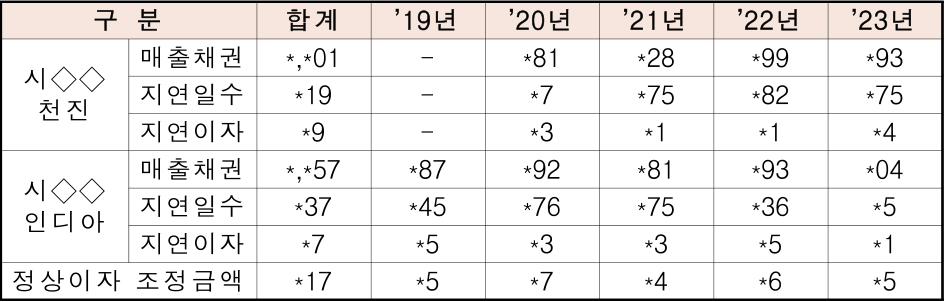 구 분 합계 ’19년 ’20년 ’21년 ’22년 ’23년
시◇◇ 천진 매출채권 *,*01 - *81 *28 *99 *93
지연일수 *19 - *7 *75 *82 *75
지연이자 *9 - *3 *1 *1 *4
시◇◇ 인디아 매출채권 *,*57 *87 *92 *81 *93 *04
지연일수 *37 *45 *76 *75 *36 *5
지연이자 *7 *5 *3 *3 *5 *1
정상이자 조정금액 *17 *5 *7 *4 *6 *5